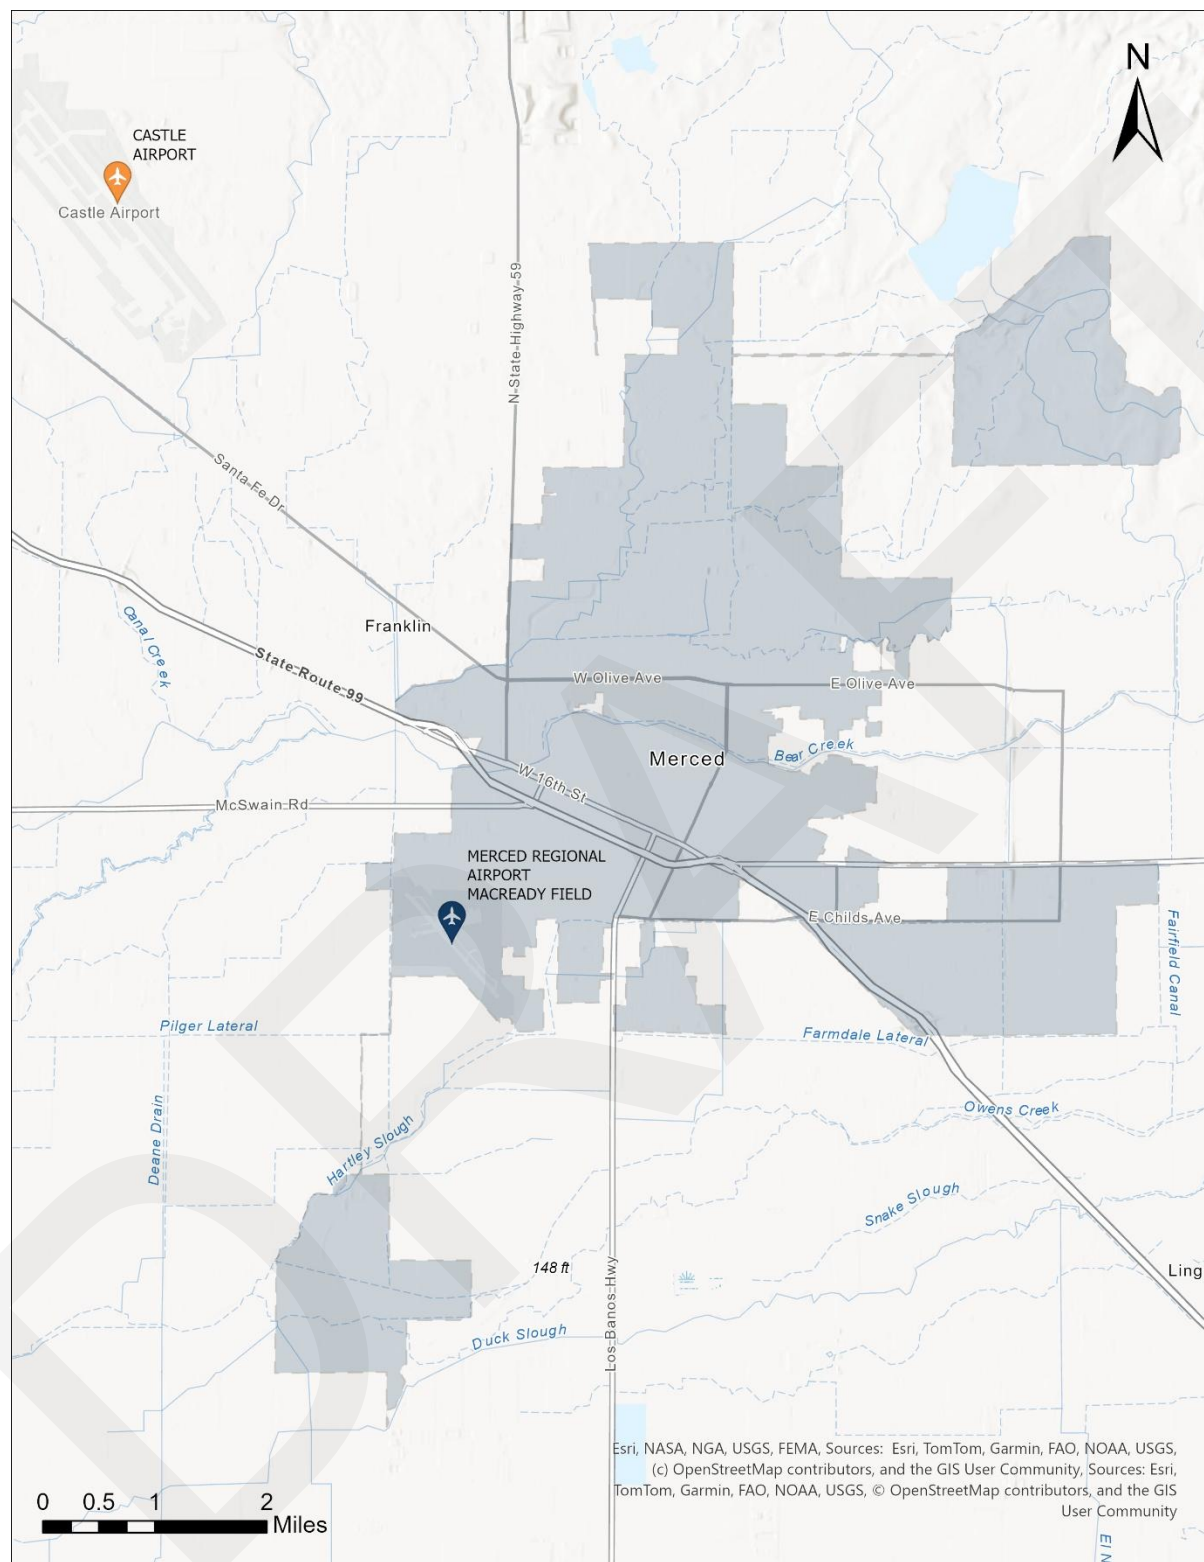 N
CASTLE
AIRPORT
Castle Airport
N State Highway 59
Santa Fe Dr
Canal Creek
Franklin
State Route 99
W Olive Ave
E Olive Ave
Merced
Bear Creek
W 16th St
McSwain Rd
MERCED REGIONAL
AIRPORT
MACREADY FIELD
E Childs Ave
Fairfield Canal
Pilger Lateral
Farmdale Lateral
Deane Drain
Hartley Slough
Owens Creek
Snake Slough
148 ft
Ling
Los Banos Hwy
Duck Slough
DRAFT
Esri, NASA, NGA, USGS, FEMA, Sources: Esri, TomTom, Garmin, FAO, NOAA, USGS,
(c) OpenStreetMap contributors, and the GIS User Community, Sources: Esri,
TomTom, Garmin, FAO, NOAA, USGS, © OpenStreetMap contributors, and the GIS
User Community
0 0.5 1 2
Miles
El N